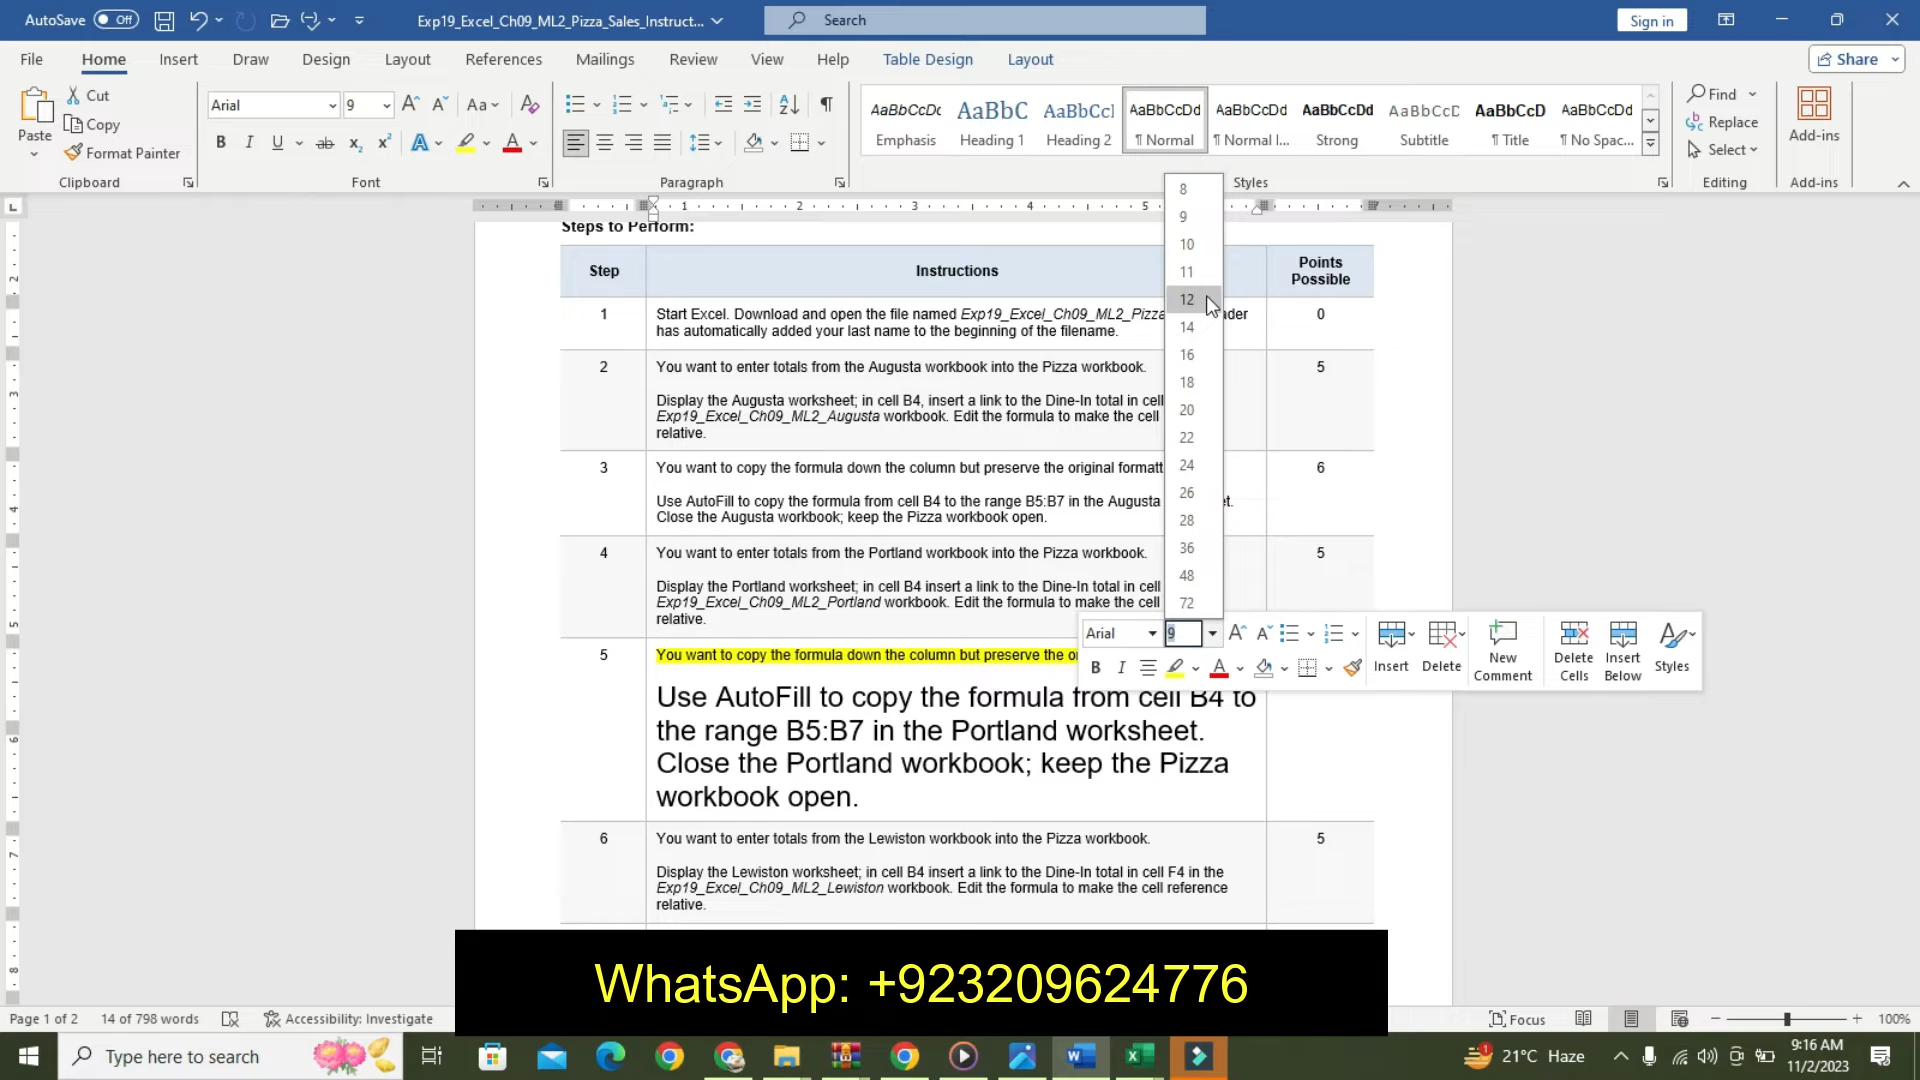 AutoSave Off Exp19_Excel_Ch09_ML2_Pizza_Sales_Instruct... Search Sign in
File Home Insert Draw Design Layout References Mailings Review View Help Table Design Layout Share
Paste Cut Copy Format Painter
Arial 9 Aa
B I U ab x₂ x² A A
AaBbCcDc AaBbC AaBbCcI AaBbCcDd AaBbCcDd AaBbCcDd AaBbCcD AaBbCcD AaBbCcDd
Emphasis Heading 1 Heading 2 ¶ Normal ¶ Normal I... Strong Subtitle ¶ Title ¶ No Spac...
Find Replace Select Add-ins
Clipboard Font Paragraph Styles Editing Add-ins
1 2 3 4 5
Steps to Perform:
Step Instructions Points Possible
1 Start Excel. Download and open the file named Exp19_Excel_Ch09_ML2_Pizza 0
has automatically added your last name to the beginning of the filename.
2 You want to enter totals from the Augusta workbook into the Pizza workbook. 5
Display the Augusta worksheet; in cell B4, insert a link to the Dine-In total in cell
Exp19_Excel_Ch09_ML2_Augusta workbook. Edit the formula to make the cell
relative.
3 You want to copy the formula down the column but preserve the original formatt 6
Use AutoFill to copy the formula from cell B4 to the range B5:B7 in the Augusta
Close the Augusta workbook; keep the Pizza workbook open.
4 You want to enter totals from the Portland workbook into the Pizza workbook. 5
Display the Portland worksheet; in cell B4 insert a link to the Dine-In total in cell
Exp19_Excel_Ch09_ML2_Portland workbook. Edit the formula to make the cell
relative.
5 You want to copy the formula down the column but preserve the
Use AutoFill to copy the formula from cell B4 to
the range B5:B7 in the Portland worksheet.
Close the Portland workbook; keep the Pizza
workbook open.
6 You want to enter totals from the Lewiston workbook into the Pizza workbook. 5
Display the Lewiston worksheet; in cell B4 insert a link to the Dine-In total in cell F4 in the
Exp19_Excel_Ch09_ML2_Lewiston workbook. Edit the formula to make the cell reference
relative.
8
9
10
11
12
14
16
18
20
22
24
26
28
36
48
72
Arial 9
B I A
Insert Delete New Comment Delete Cells Insert Below Styles
WhatsApp: +923209624776
Page 1 of 2 14 of 798 words Accessibility: Investigate Focus 100%
Type here to search 21°C Haze 9:16 AM
11/2/2023